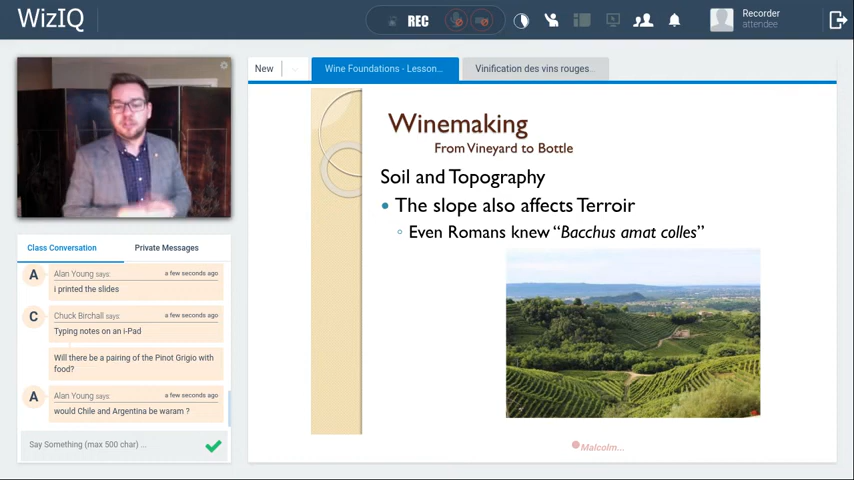 WizIQ
REC
Recorder
attendee
New
Wine Foundations - Lesson...
Vinification des vins rouges...
Winemaking
From Vineyard to Bottle
Soil and Topography
• The slope also affects Terroir
◦ Even Romans knew “Bacchus amat colles”
Malcolm...
Class Conversation
Private Messages
A
Alan Young says:
a few seconds ago
i printed the slides
C
Chuck Birchall says:
a few seconds ago
Typing notes on an i-Pad
Will there be a pairing of the Pinot Grigio with
food?
A
Alan Young says:
a few seconds ago
would Chile and Argentina be waram ?
Say Something (max 500 char) ...